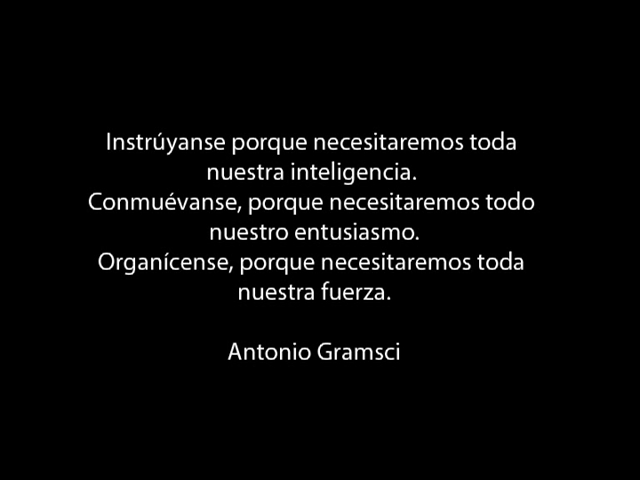 Instrúyanse porque necesitaremos toda
nuestra inteligencia.
Conmuévanse, porque necesitaremos todo
nuestro entusiasmo.
Organícense, porque necesitaremos toda
nuestra fuerza.
Antonio Gramsci